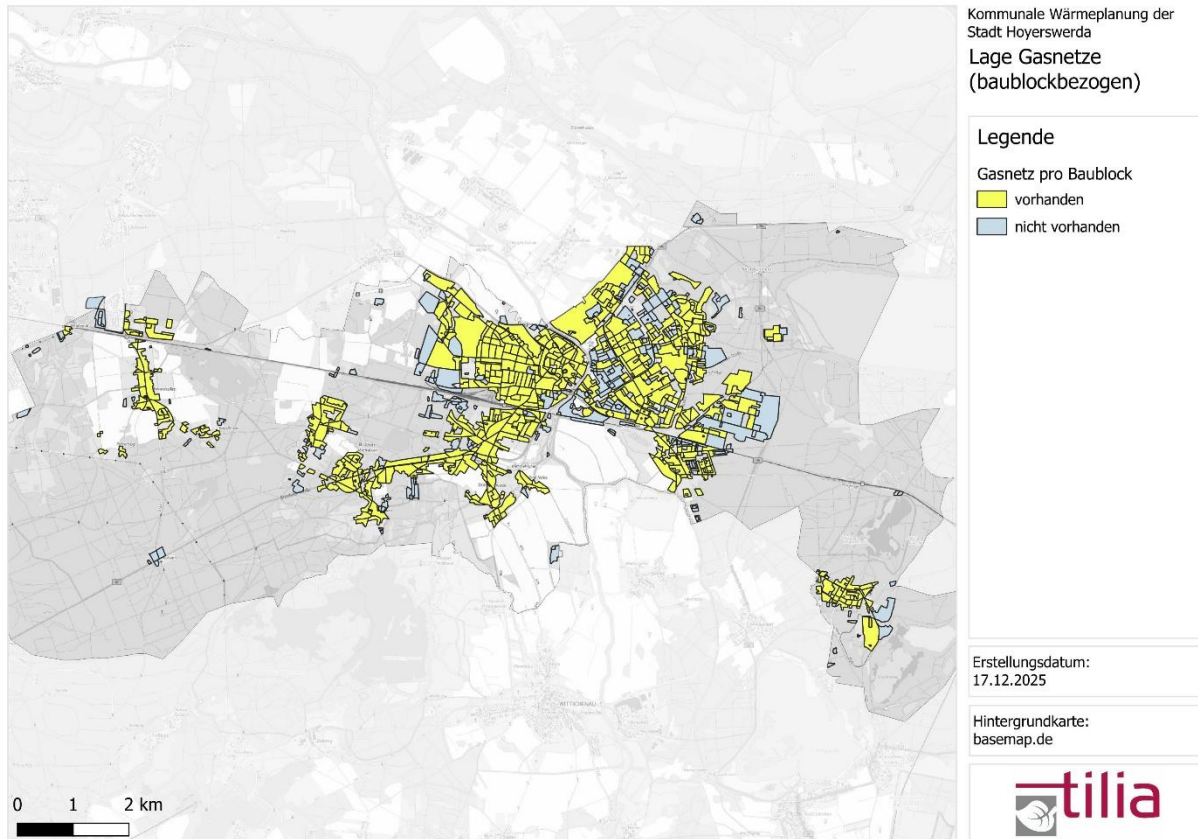 Kommunale Wärmeplanung der
Stadt Hoyerswerda
Lage Gasnetze
(baublockbezogen)
Legende
Gasnetz pro Baublock
vorhanden
nicht vorhanden
WITTICHENAU
0 1 2 km
Erstellungsdatum:
17.12.2025
Hintergrundkarte:
basemap.de
tilia